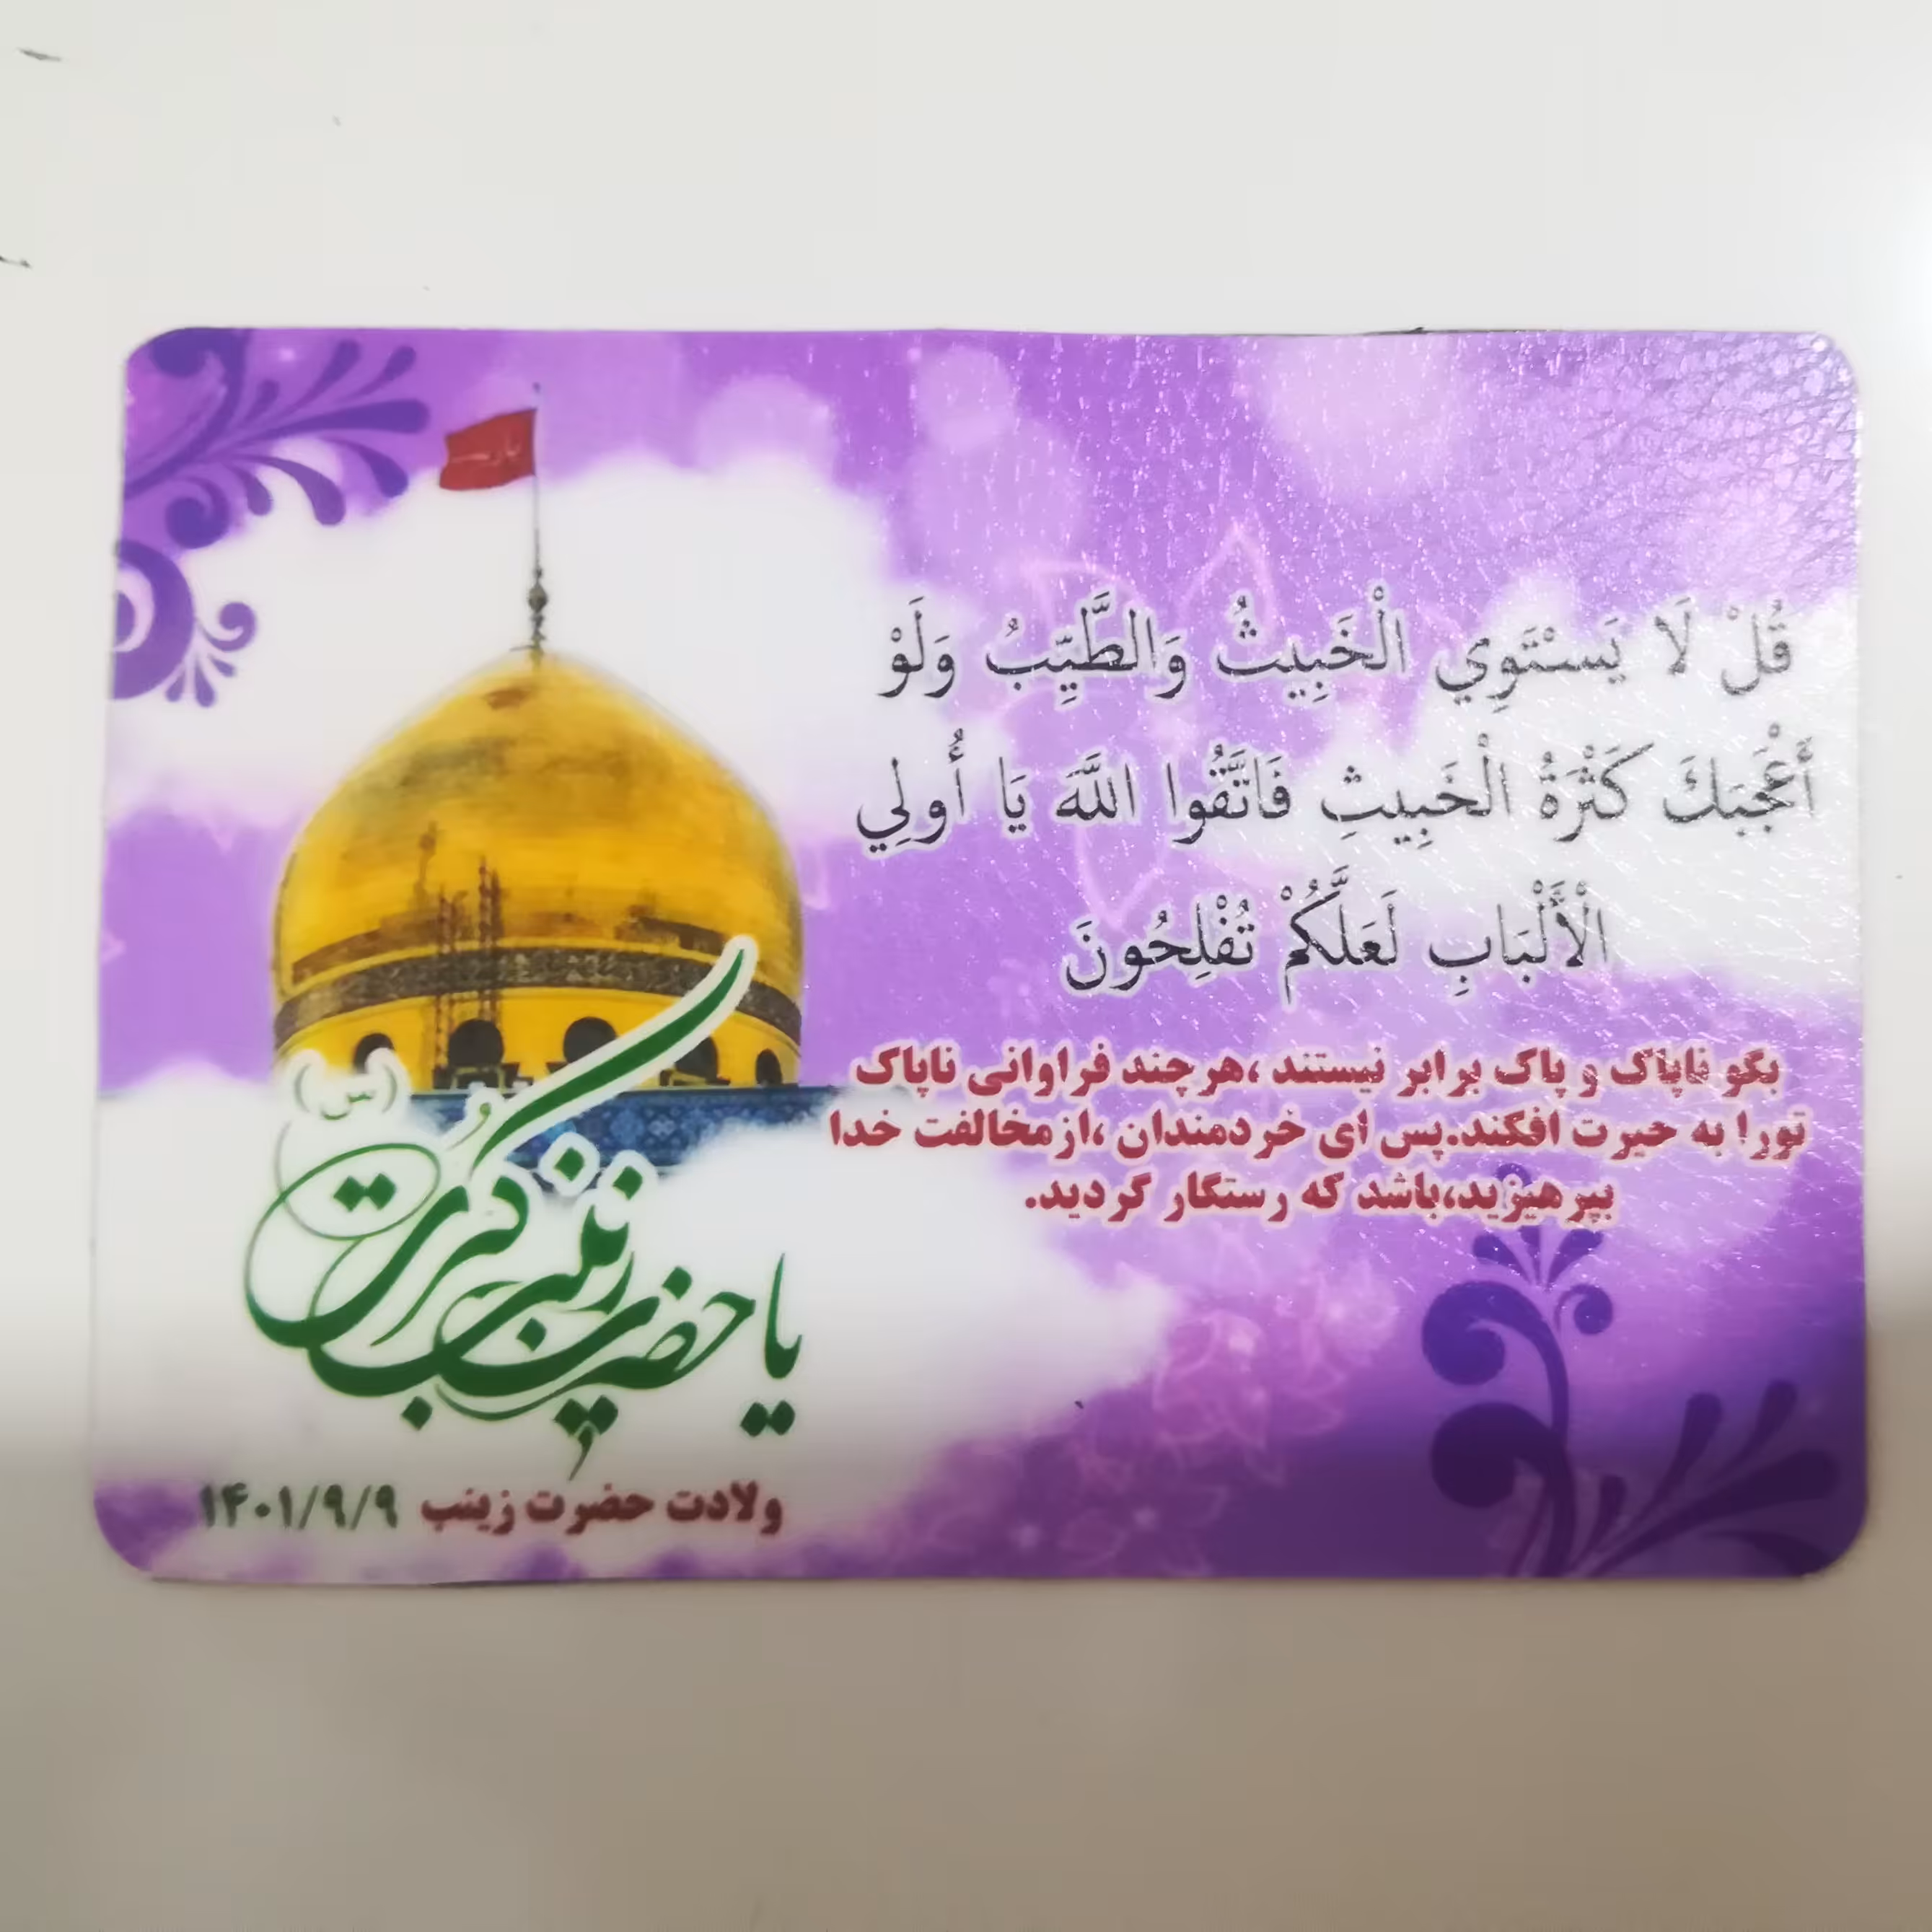 قُلْ لَا يَسْتَوِي الْخَبِيثُ وَالطَّيِّبُ وَلَوْ
أَعْجَبَكَ كَثْرَةُ الْخَبِيثِ فَاتَّقُوا اللَّهَ يَا أُولِي
الْأَلْبَابِ لَعَلَّكُمْ تُفْلِحُونَ
بگو ناپاک و پاک برابر نیستند ،هرچند فراوانی ناپاک
تورا به حیرت افکند.پس ای خردمندان ،ازمخالفت خدا
بپرهیزید،باشد که رستگار گردید.
یا حضرت زینب کبری (س)
ولادت حضرت زینب ۱۴۰۱/۹/۹